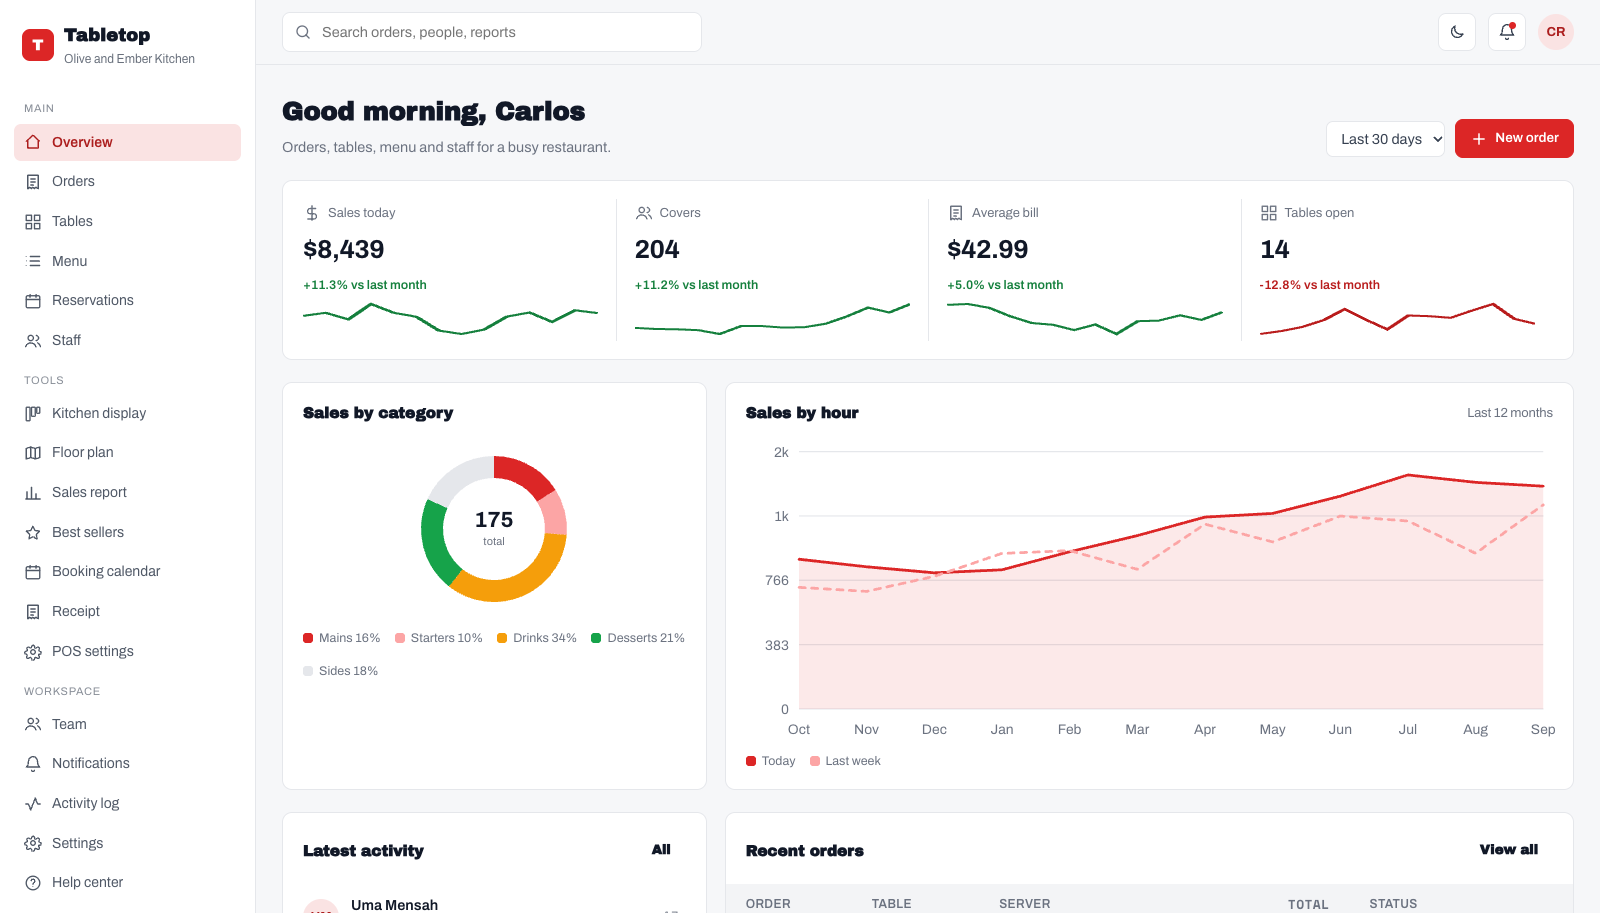 T
Tabletop
Olive and Ember Kitchen
MAIN
Overview
Orders
Tables
Menu
Reservations
Staff
TOOLS
Kitchen display
Floor plan
Sales report
Best sellers
Booking calendar
Receipt
POS settings
WORKSPACE
Team
Notifications
Activity log
Settings
Help center
Search orders, people, reports
CR
Good morning, Carlos
Orders, tables, menu and staff for a busy restaurant.
Last 30 days
New order
Sales today
$8,439
+11.3% vs last month
Covers
204
+11.2% vs last month
Average bill
$42.99
+5.0% vs last month
Tables open
14
-12.8% vs last month
Sales by category
175
total
Mains 16%
Starters 10%
Drinks 34%
Desserts 21%
Sides 18%
Sales by hour
Last 12 months
2k
1k
766
383
0
Oct Nov Dec Jan Feb Mar Apr May Jun Jul Aug Sep
Today
Last week
Latest activity
All
Uma Mensah
Recent orders
View all
ORDER TABLE SERVER TOTAL STATUS